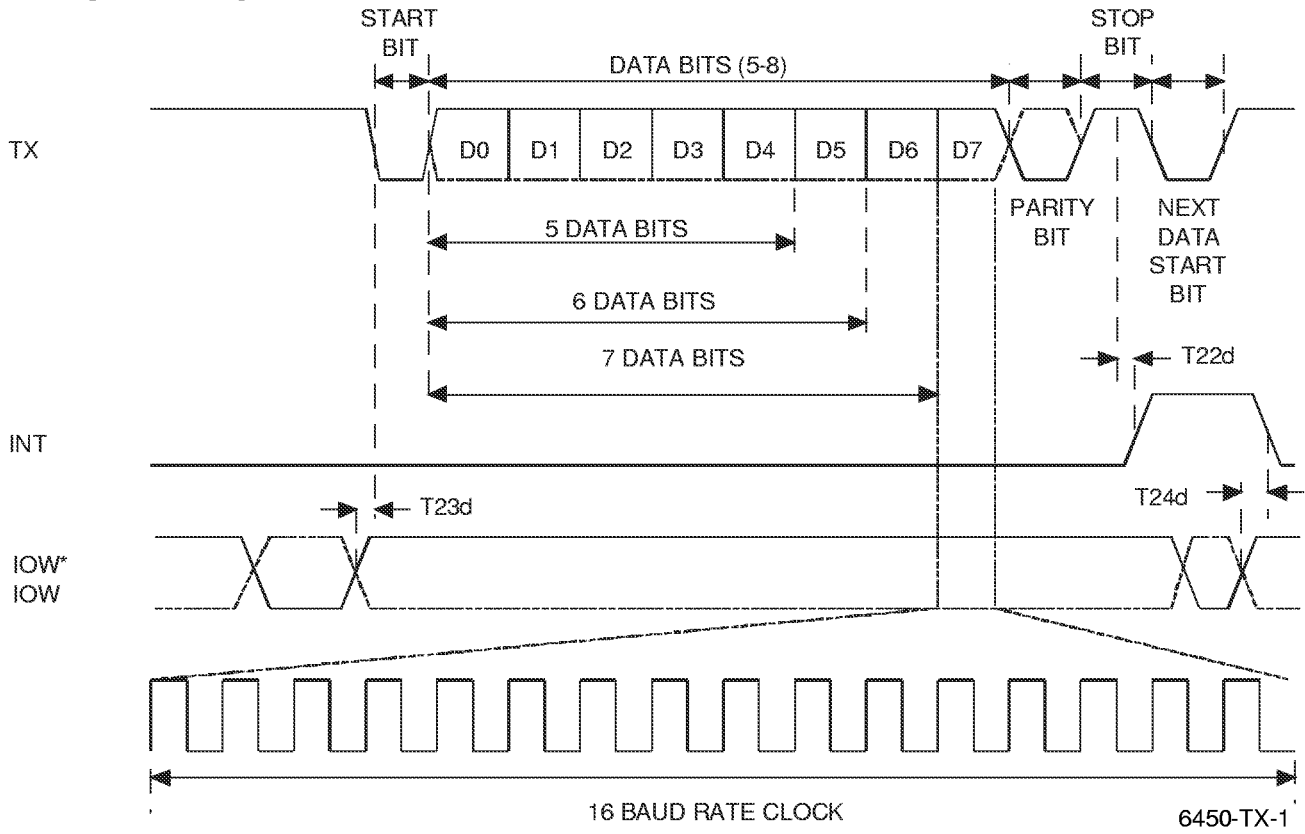 START
BIT
STOP
BIT
DATA BITS (5-8)
TX
D0 D1 D2 D3 D4 D5 D6 D7
PARITY
BIT
NEXT
DATA
START
BIT
5 DATA BITS
6 DATA BITS
7 DATA BITS
T22d
INT
T23d
T24d
IOW*
IOW
16 BAUD RATE CLOCK
6450-TX-1